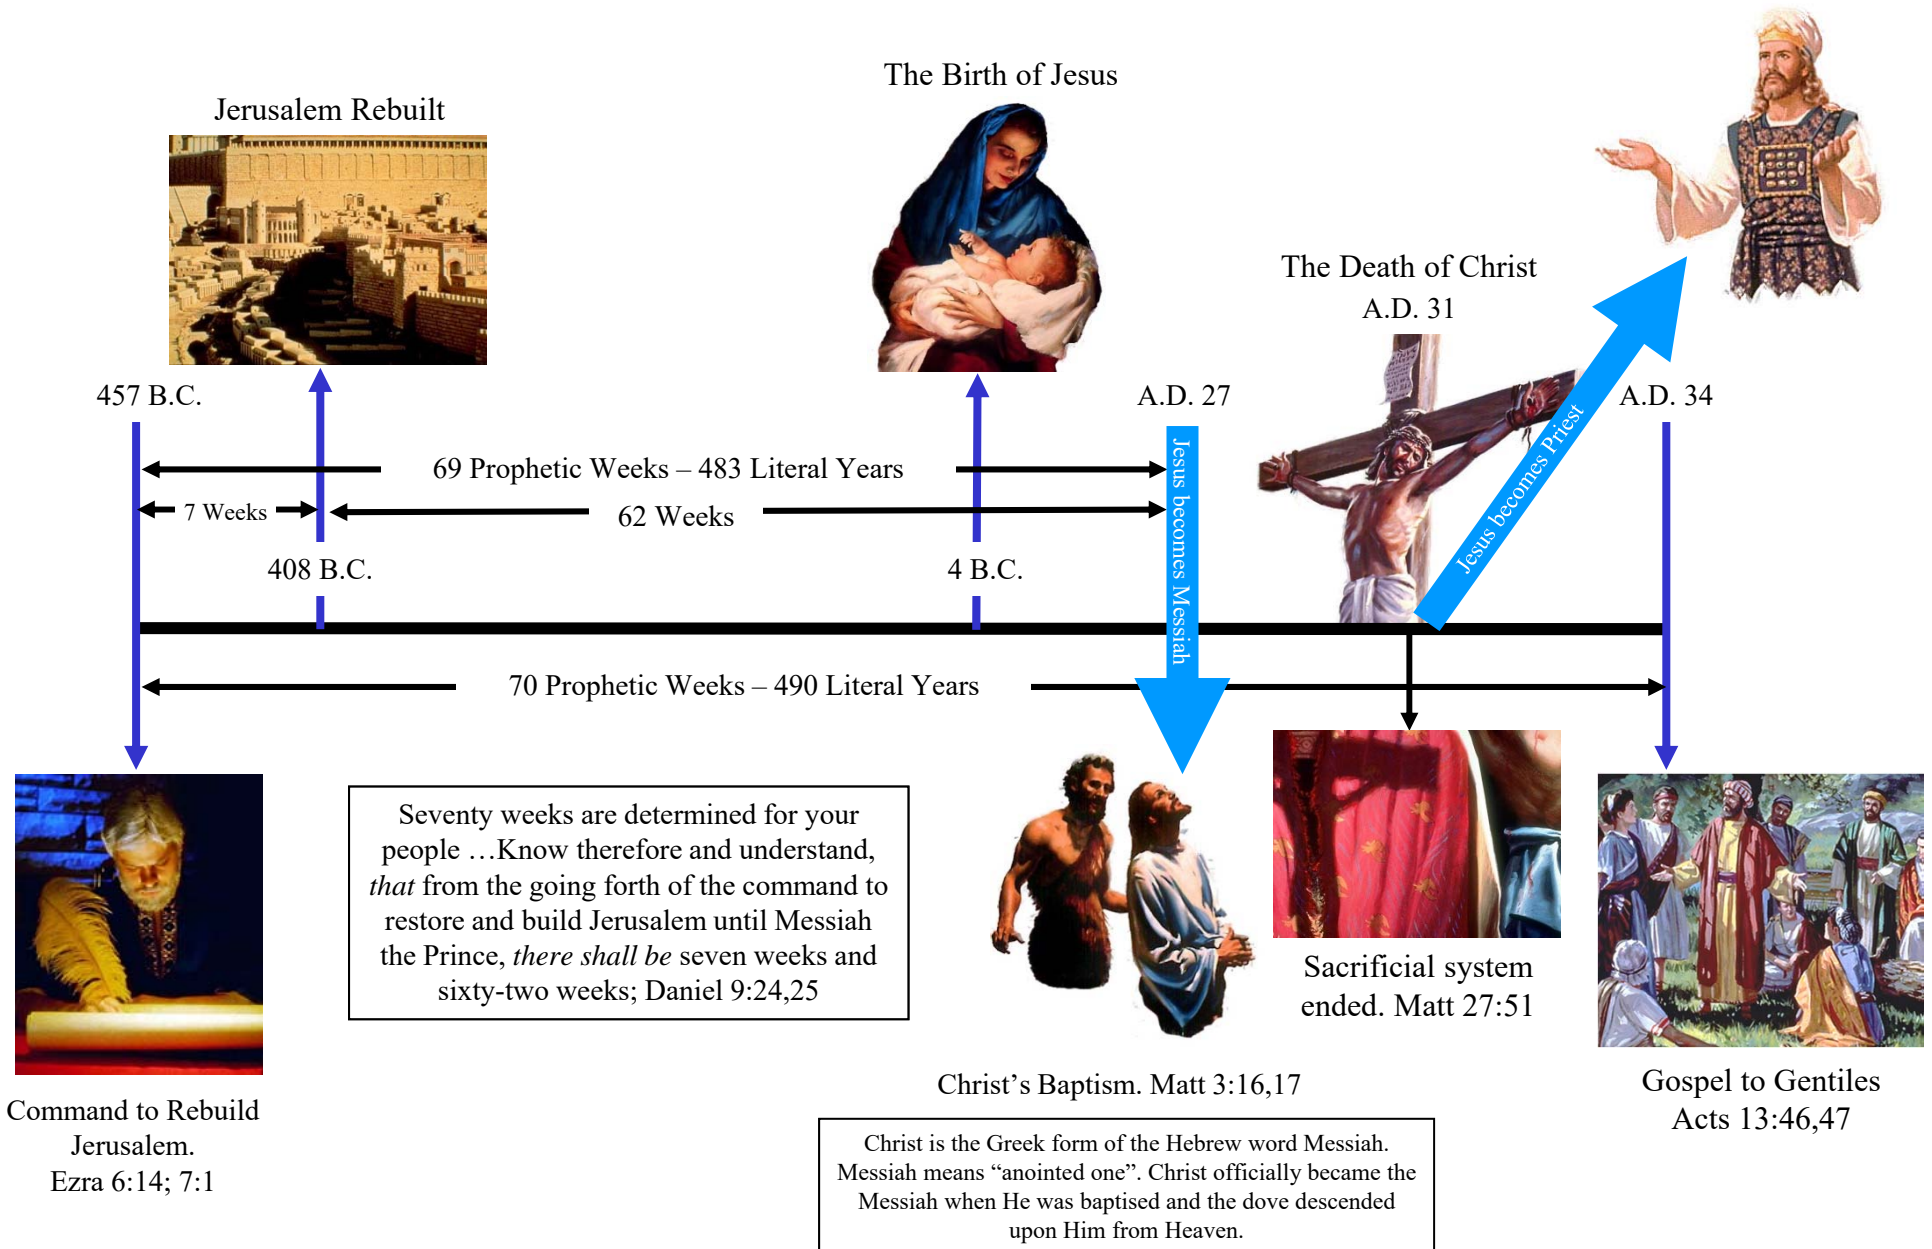 The Birth of Jesus
Jerusalem Rebuilt
The Death of Christ
A.D. 31
457 B.C.
A.D. 27
A.D. 34
69 Prophetic Weeks – 483 Literal Years
7 Weeks
62 Weeks
Jesus becomes Messiah
Jesus becomes Priest
408 B.C.
4 B.C.
70 Prophetic Weeks – 490 Literal Years
Seventy weeks are determined for your
people …Know therefore and understand,
that from the going forth of the command to
restore and build Jerusalem until Messiah
the Prince, there shall be seven weeks and
sixty-two weeks; Daniel 9:24,25
Sacrificial system
ended. Matt 27:51
Christ’s Baptism. Matt 3:16,17
Gospel to Gentiles
Acts 13:46,47
Command to Rebuild
Jerusalem.
Ezra 6:14; 7:1
Christ is the Greek form of the Hebrew word Messiah.
Messiah means “anointed one”. Christ officially became the
Messiah when He was baptised and the dove descended
upon Him from Heaven.